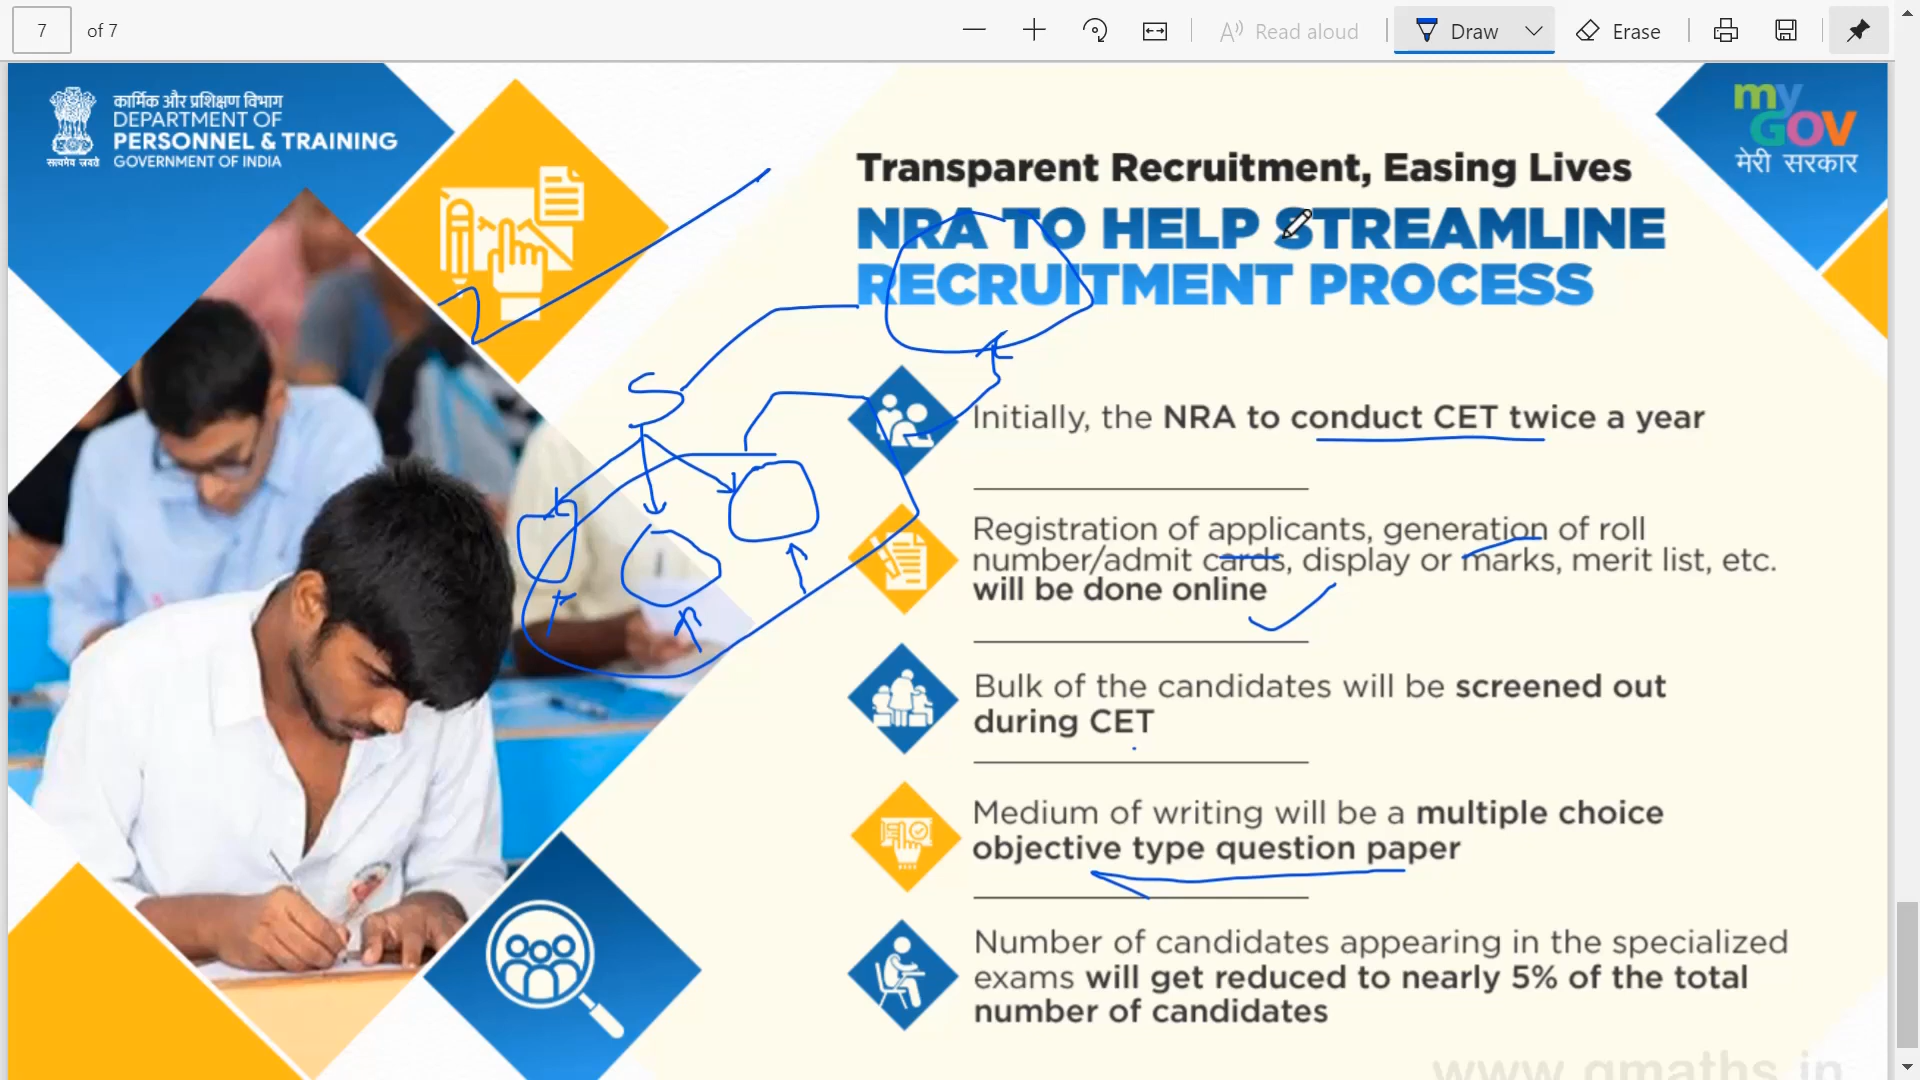 7 of 7
Read aloud
Draw
Erase
कार्मिक और प्रशिक्षण विभाग
DEPARTMENT OF
PERSONNEL & TRAINING
GOVERNMENT OF INDIA
सत्यमेव जयते
my
GOV
मेरी सरकार
Transparent Recruitment, Easing Lives
NRA TO HELP STREAMLINE
RECRUITMENT PROCESS
S
Initially, the NRA to conduct CET twice a year
Registration of applicants, generation of roll
number/admit cards, display or marks, merit list, etc.
will be done online
Bulk of the candidates will be screened out
during CET
Medium of writing will be a multiple choice
objective type question paper
Number of candidates appearing in the specialized
exams will get reduced to nearly 5% of the total
number of candidates
www.gmaths.in